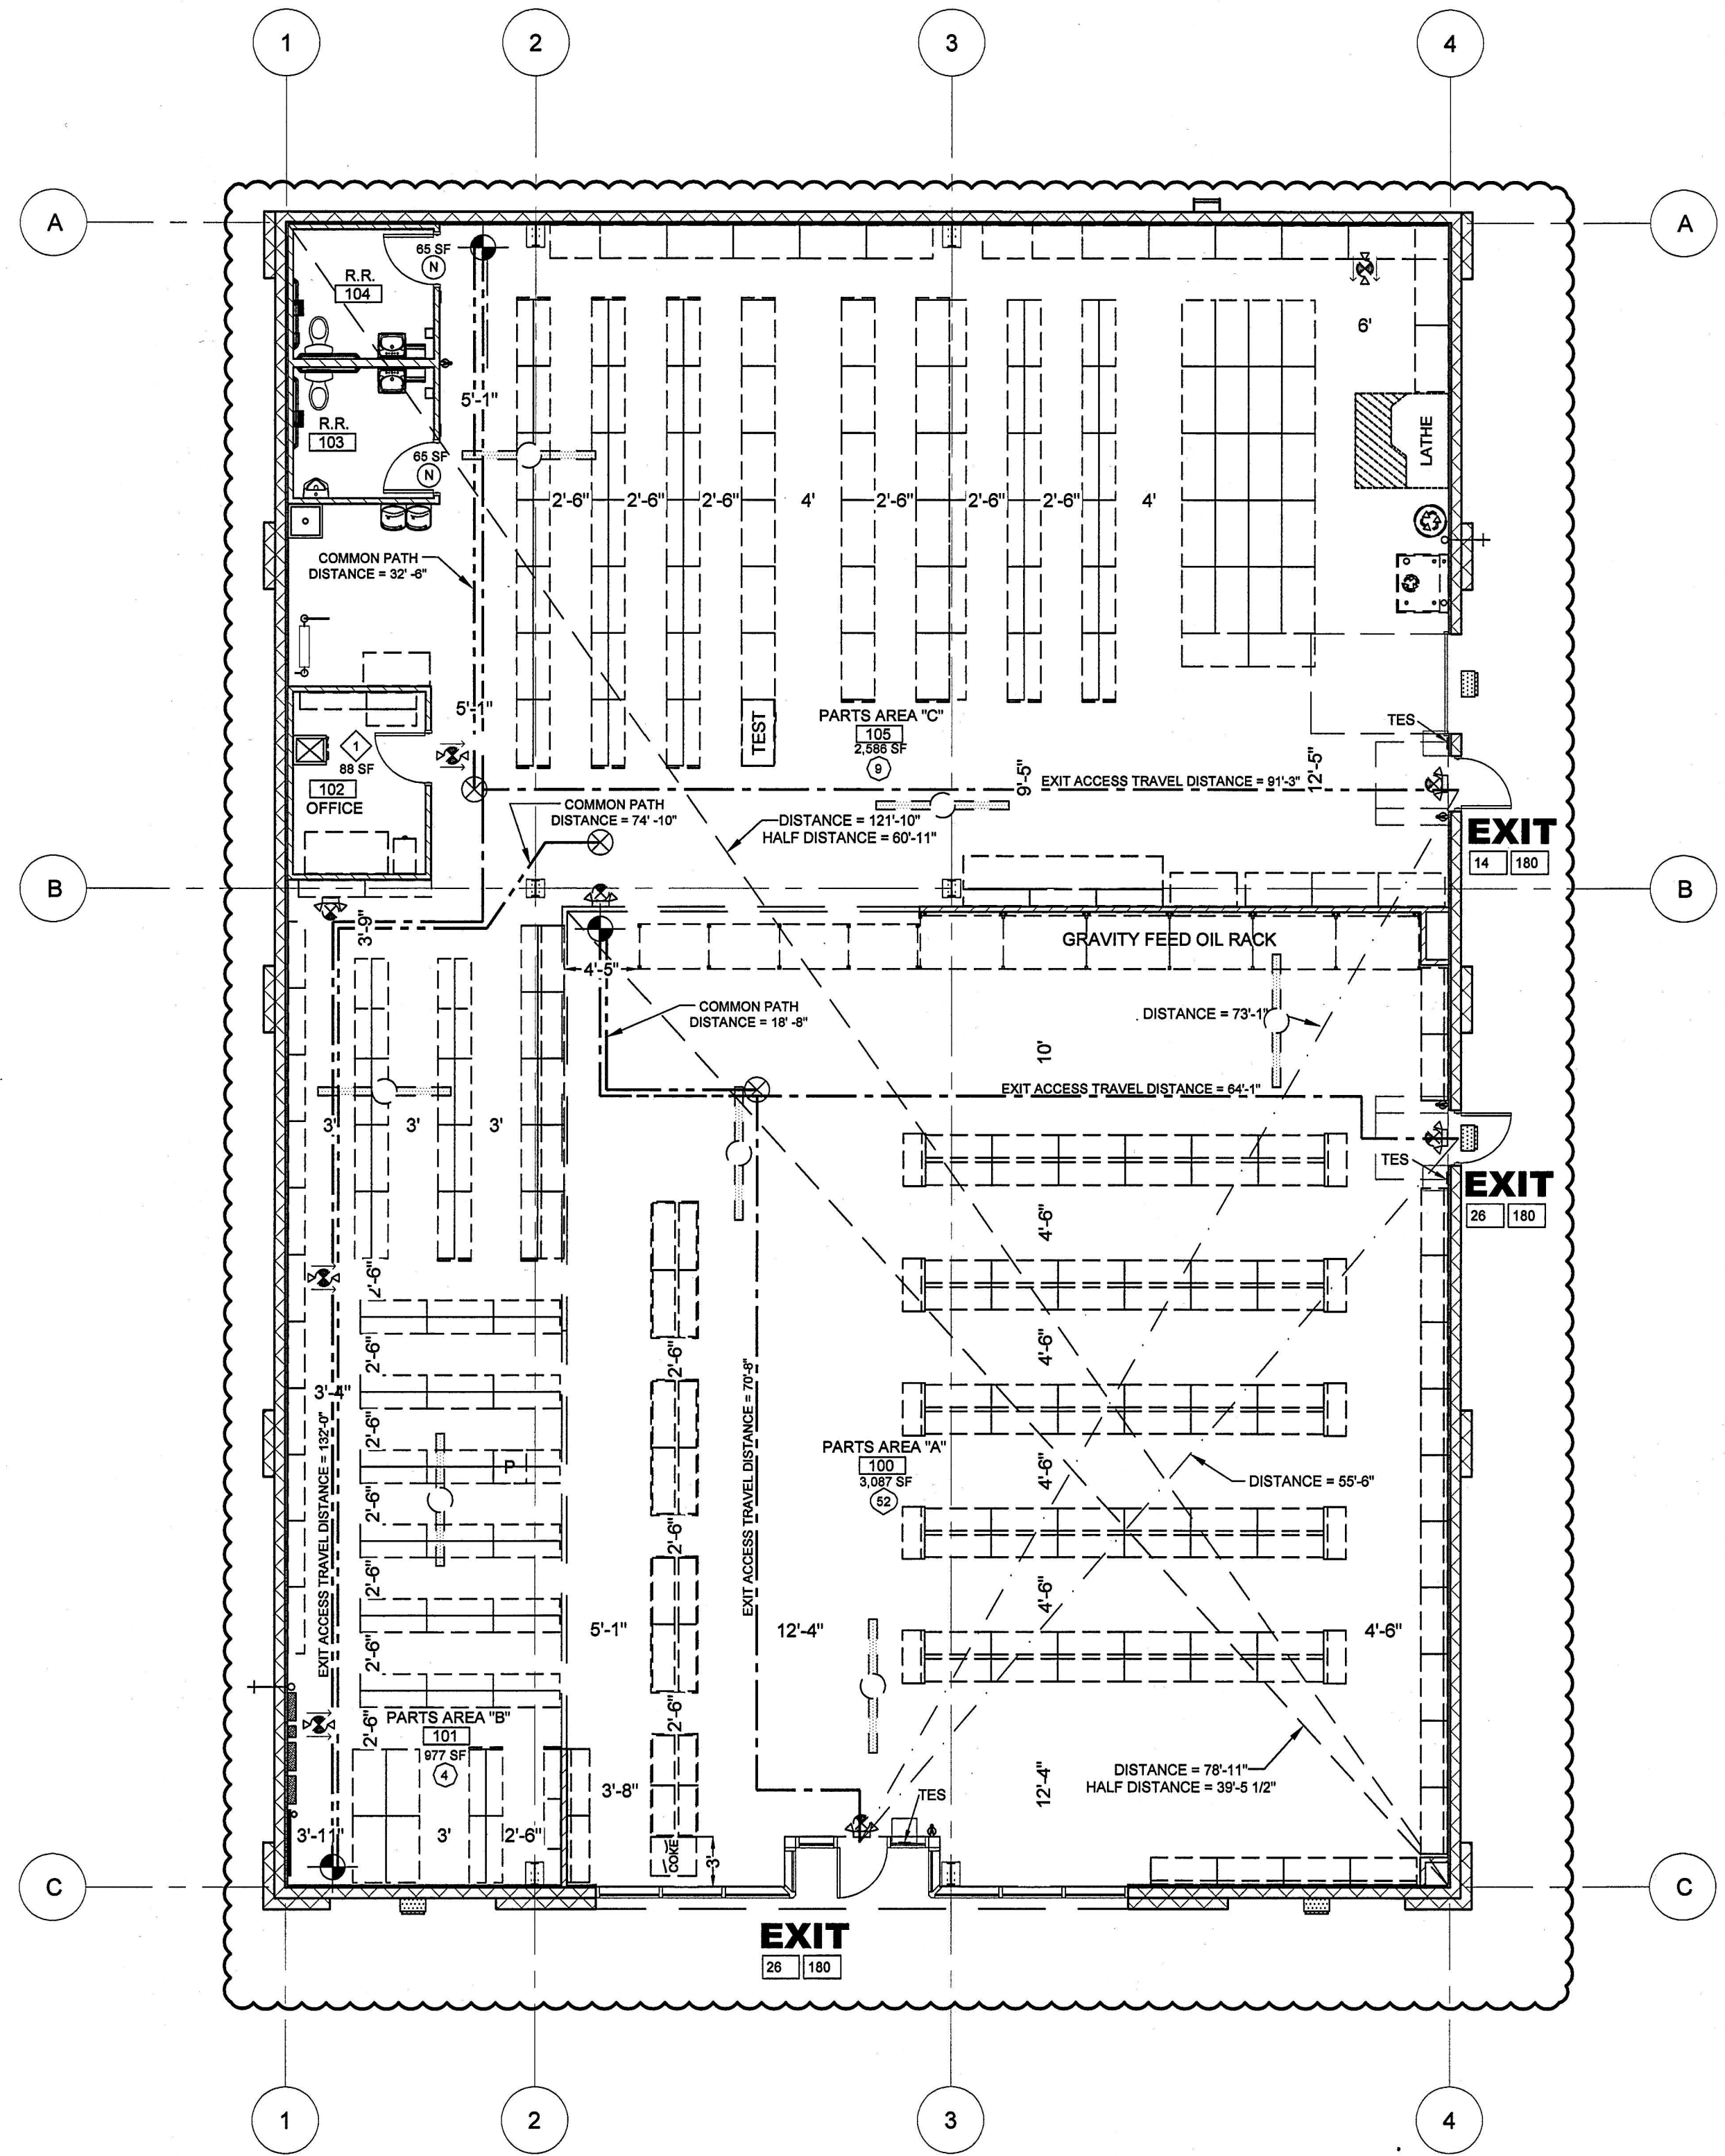 1
2
3
4
A
A
65 SF
N
R.R.
104
6'
5'-1"
R.R.
103
65 SF
N
LATHE
2'-6"
2'-6"
2'-6"
4'
2'-6"
2'-6"
2'-6"
4'
COMMON PATH
DISTANCE = 32' -6"
5'-1"
TEST
PARTS AREA "C"
105
2,586 SF
9
TES
1
88 SF
102
OFFICE
9'-5"
EXIT ACCESS TRAVEL DISTANCE = 91'-3"
12'-5"
COMMON PATH
DISTANCE = 74' -10"
DISTANCE = 121'-10"
HALF DISTANCE = 60'-11"
EXIT
14
180
B
B
3'-9"
GRAVITY FEED OIL RACK
4'-5"
COMMON PATH
DISTANCE = 18' -8"
DISTANCE = 73'-1"
10'
EXIT ACCESS TRAVEL DISTANCE = 64'-1"
3'
3'
3'
TES
EXIT
26
180
4'-6"
2'-6"
2'-6"
4'-6"
2'-6"
3'-4"
2'-6"
EXIT ACCESS TRAVEL DISTANCE = 132'-0"
EXIT ACCESS TRAVEL DISTANCE = 70'-8"
PARTS AREA "A"
100
3,087 SF
52
4'-6"
DISTANCE = 55'-6"
P
2'-6"
2'-6"
2'-6"
4'-6"
5'-1"
12'-4"
4'-6"
2'-6"
2'-6"
2'-6"
PARTS AREA "B"
101
977 SF
4
3'-8"
TES
12'-4"
DISTANCE = 78'-11"
HALF DISTANCE = 39'-5 1/2"
3'-11"
3'
2'-6"
COKE
3'
C
C
EXIT
26
180
1
2
3
4